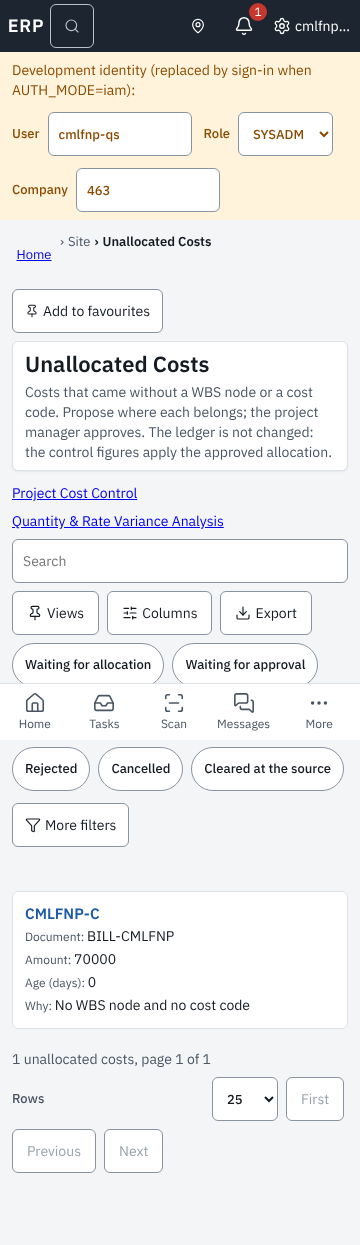 ERP
1
cmlfnp...
Development identity (replaced by sign-in when
AUTH_MODE=iam):
User cmlfnp-qs Role SYSADM
Company 463
Home › Site › Unallocated Costs
Add to favourites
Unallocated Costs
Costs that came without a WBS node or a cost
code. Propose where each belongs; the project
manager approves. The ledger is not changed:
the control figures apply the approved allocation.
Project Cost Control
Quantity & Rate Variance Analysis
Search
Views Columns Export
Waiting for allocation Waiting for approval
Home Tasks Scan Messages More
Rejected Cancelled Cleared at the source
More filters
CMLFNP-C
Document: BILL-CMLFNP
Amount: 70000
Age (days): 0
Why: No WBS node and no cost code
1 unallocated costs, page 1 of 1
Rows 25 First
Previous Next